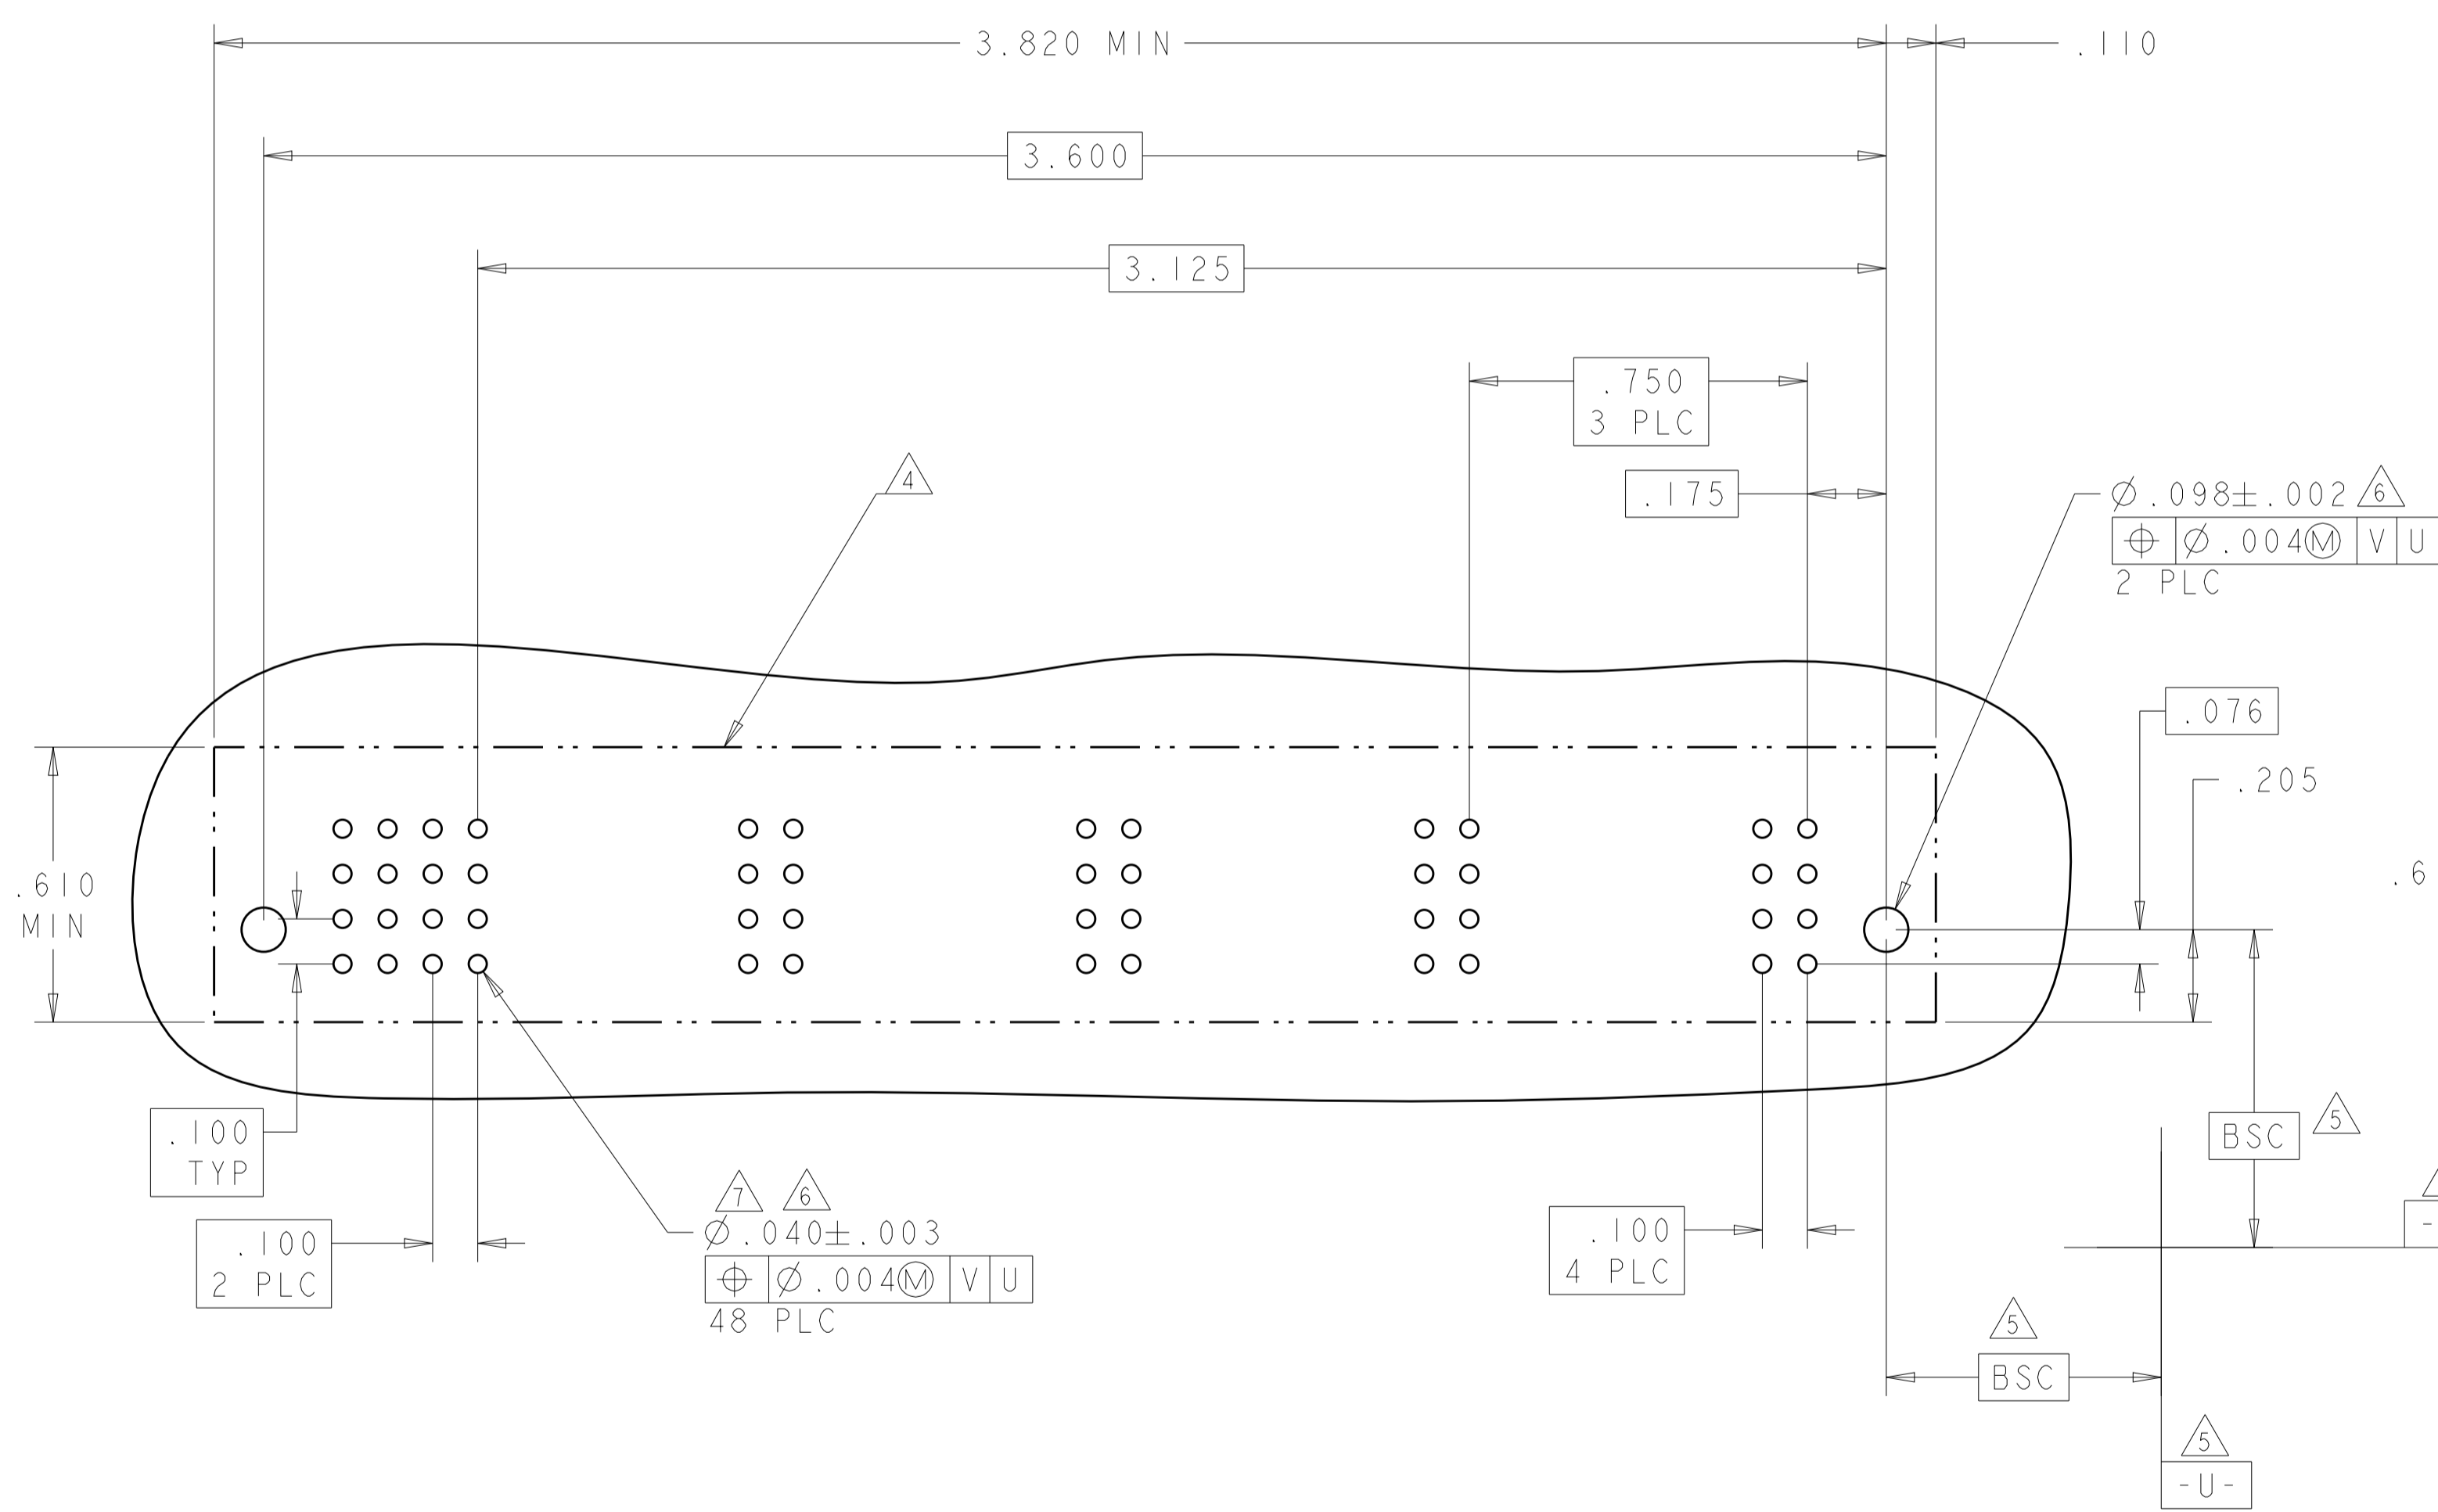 3.820 MIN
.110
3.600
3.125
.750
3 PLC
.175
4
⌀.098±.002 6
⌖ ⌀.004Ⓜ V U
2 PLC
.076
.205
.610
MIN
.6
.100
TYP
.100
2 PLC
7 6
⌀.040±.003
⌖ ⌀.004Ⓜ V U
48 PLC
.100
4 PLC
BSC 5
-
5
BSC
5
-U-